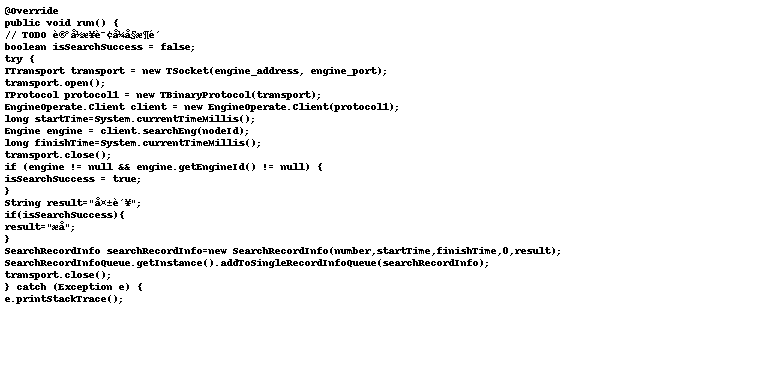 @Override
public void run() {
// TODO è®°å½æ¥è¯¢å¼å§æ¶é´
boolean isSearchSuccess = false;
try {
TTransport transport = new TSocket(engine_address, engine_port);
transport.open();
TProtocol protocol1 = new TBinaryProtocol(transport);
EngineOperate.Client client = new EngineOperate.Client(protocol1);
long startTime=System.currentTimeMillis();
Engine engine = client.searchEng(nodeId);
long finishTime=System.currentTimeMillis();
transport.close();
if (engine != null && engine.getEngineId() != null) {
isSearchSuccess = true;
}
String result="å¤±è´¥";
if(isSearchSuccess){
result="æå";
}
SearchRecordInfo searchRecordInfo=new SearchRecordInfo(number,startTime,finishTime,0,result);
SearchRecordInfoQueue.getInstance().addToSingleRecordInfoQueue(searchRecordInfo);
transport.close();
} catch (Exception e) {
e.printStackTrace();